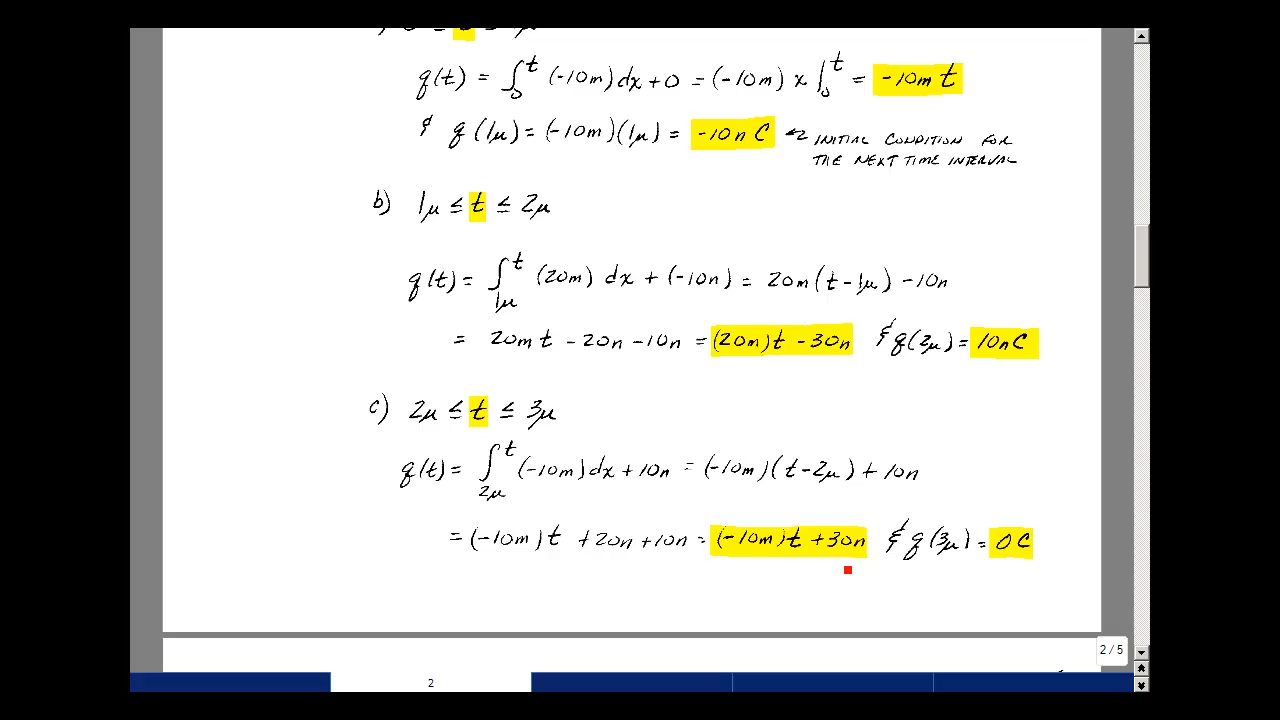 q(t) = ∫₀ᵗ (-10m) dx + 0 = (-10m) x |₀ᵗ = -10m t
& q(1μ) = (-10m)(1μ) = -10n C ← INITIAL CONDITION FOR
THE NEXT TIME INTERVAL
b) 1μ ≤ t ≤ 2μ
q(t) = ∫₁μᵗ (20m) dx + (-10n) = 20m(t-1μ) -10n
= 20m t - 20n -10n = (20m)t - 30n & q(2μ) = 10n C
c) 2μ ≤ t ≤ 3μ
q(t) = ∫₂μᵗ (-10m) dx + 10n = (-10m)(t-2μ) + 10n
= (-10m)t + 20n + 10n = (-10m)t + 30n & q(3μ) = 0 C
2 / 5
2